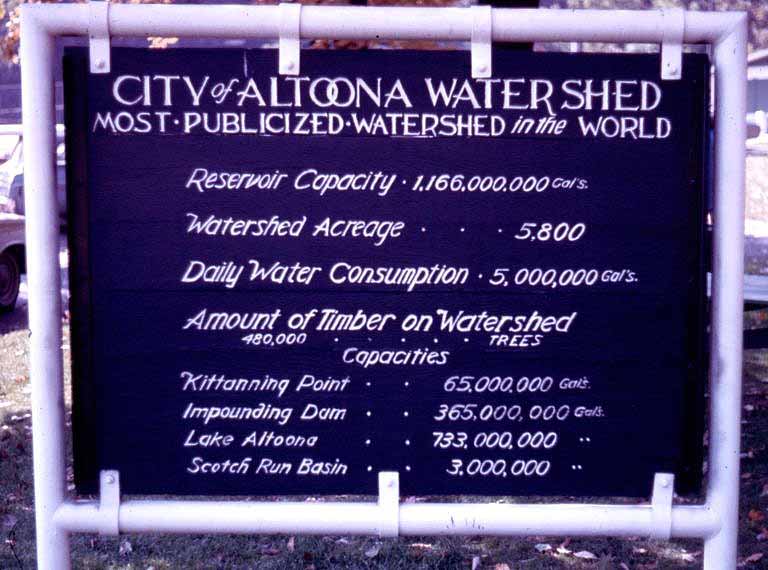 CITY of ALTOONA WATERSHED
MOST·PUBLICIZED·WATERSHED in the WORLD
Reservoir Capacity · 1,166,000,000 Gal's.
Watershed Acreage · · · 5,800
Daily Water Consumption · 5,000,000 Gal's.
Amount of Timber on Watershed
480,000 · · · · · TREES
Capacities
Kittanning Point · · 65,000,000 Gal's.
Impounding Dam · · 365,000,000 Gal's.
Lake Altoona · · 733,000,000 "
Scotch Run Basin · · 3,000,000 "